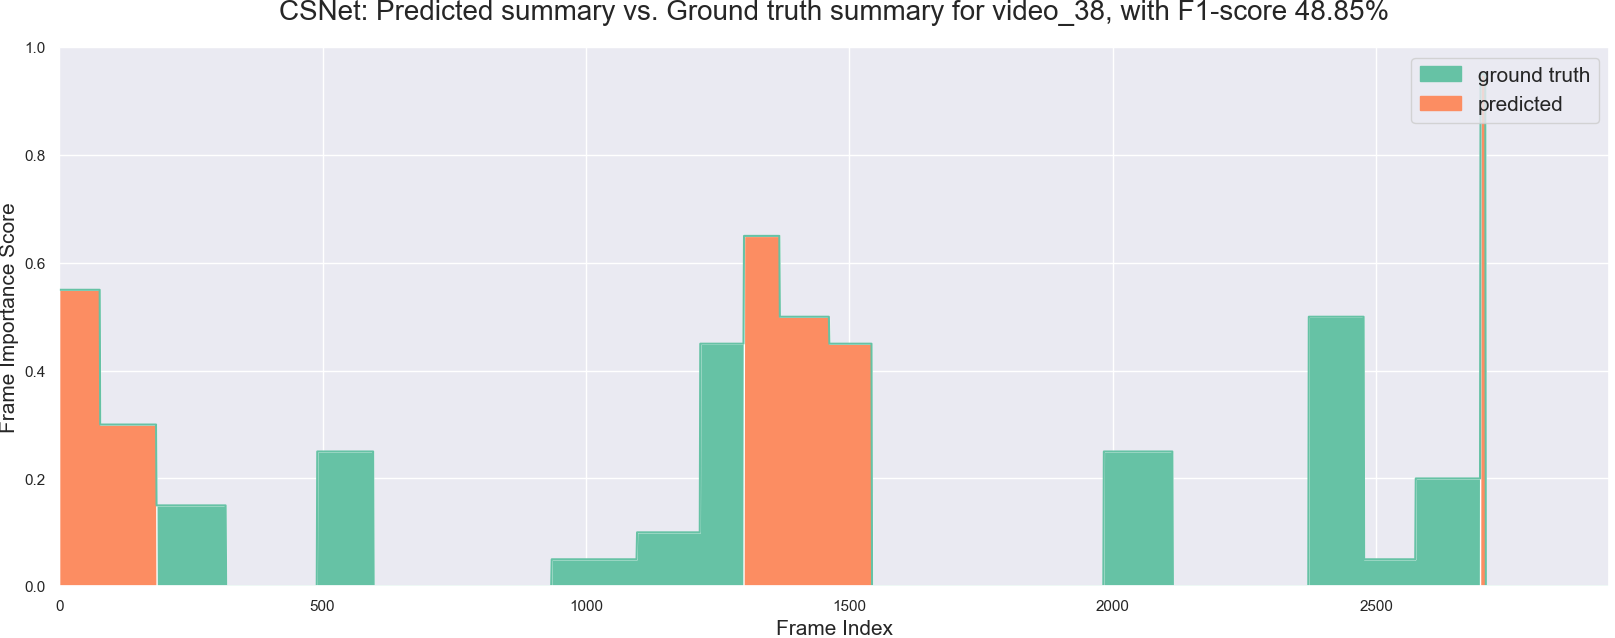 CSNet: Predicted summary vs. Ground truth summary for video_38, with F1-score 48.85%
Frame Importance Score
1.0
0.8
0.6
0.4
0.2
0.0
ground truth
predicted
0 500 1000 1500 2000 2500
Frame Index